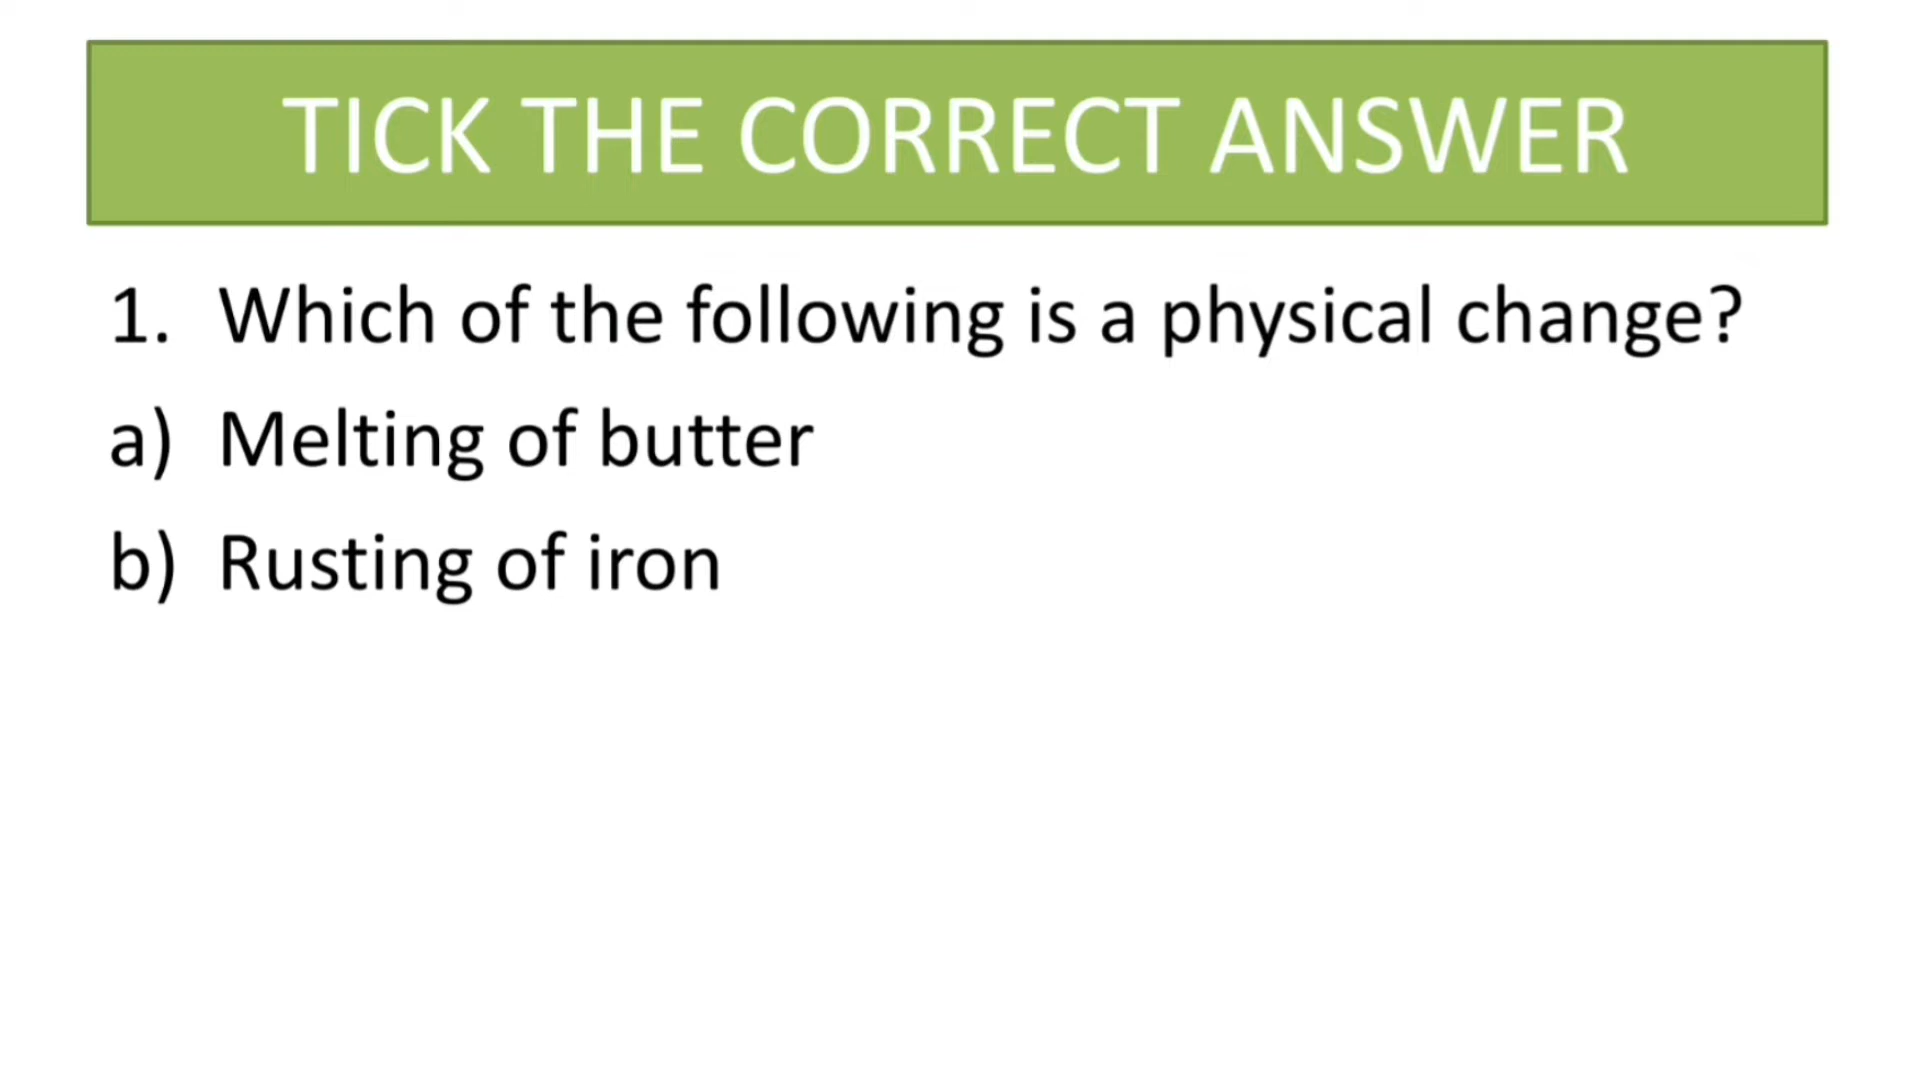 TICK THE CORRECT ANSWER
1. Which of the following is a physical change?
a) Melting of butter
b) Rusting of iron